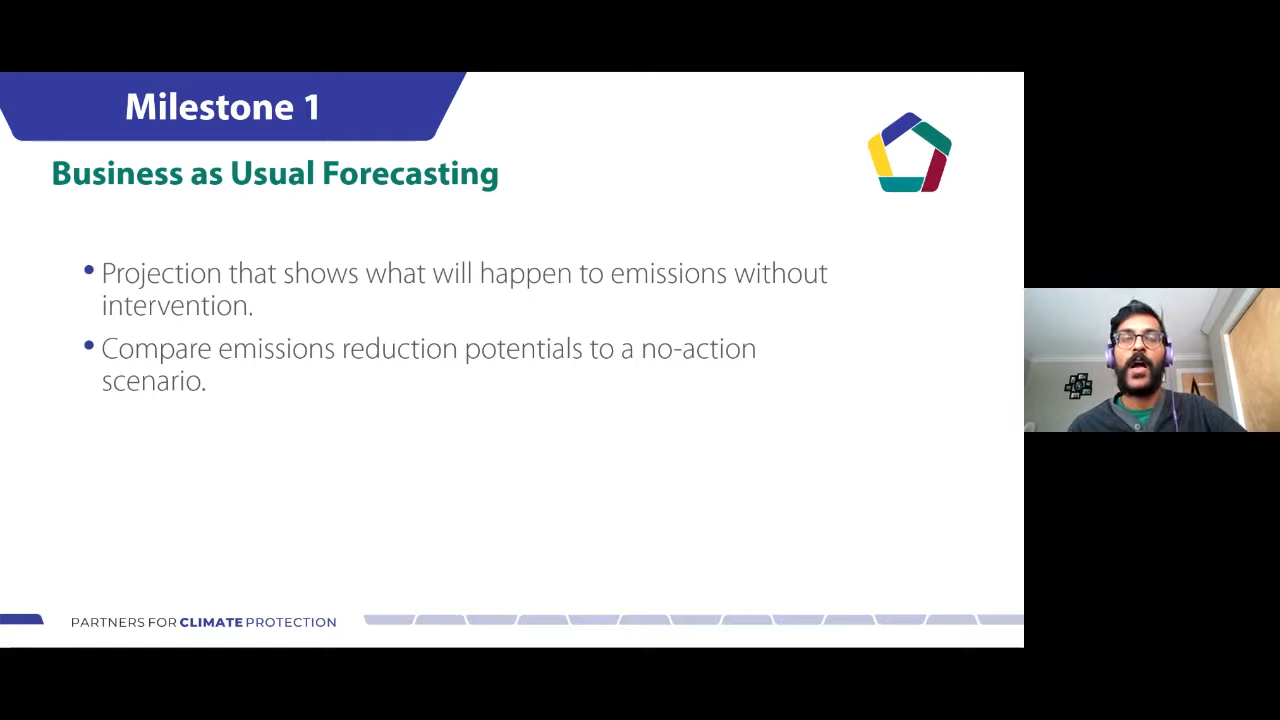 Milestone 1
Business as Usual Forecasting
• Projection that shows what will happen to emissions without
intervention.
• Compare emissions reduction potentials to a no-action
scenario.
PARTNERS FOR CLIMATE PROTECTION